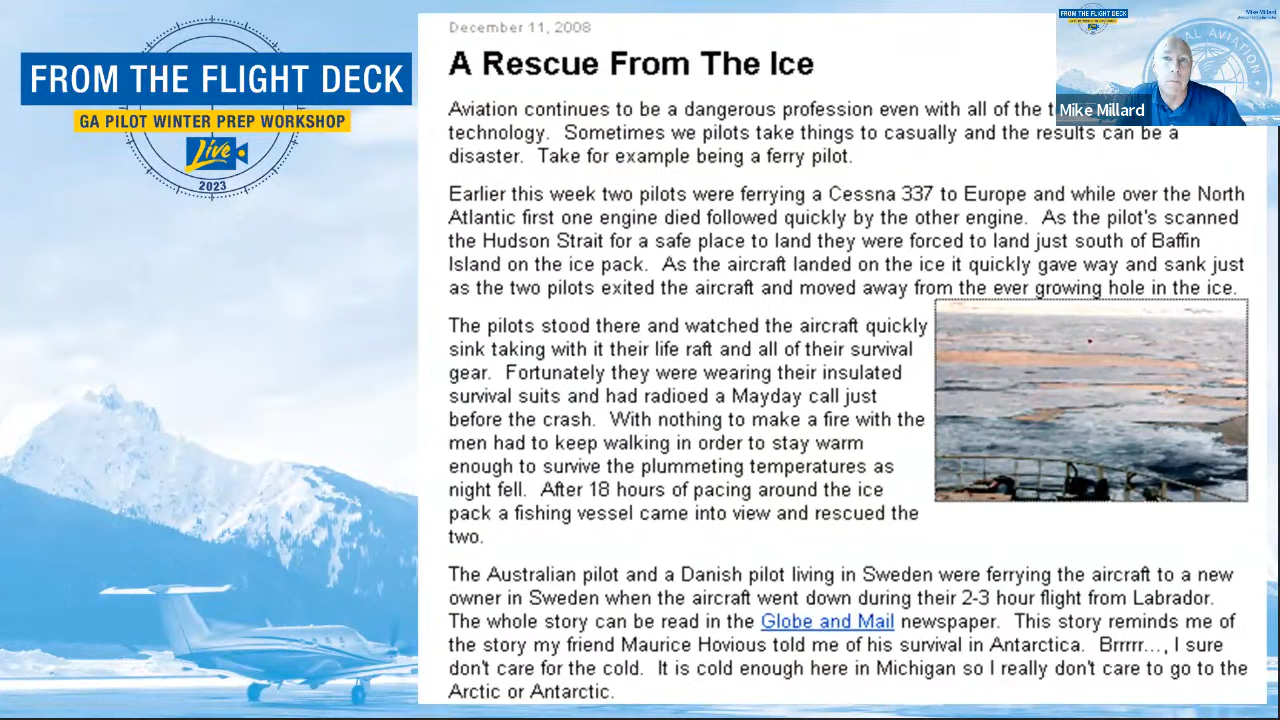 FROM THE FLIGHT DECK
GA PILOT WINTER PREP WORKSHOP
Live
2023
December 11, 2008
A Rescue From The Ice
Aviation continues to be a dangerous profession even with all of the
technology. Sometimes we pilots take things to casually and the results can be a
disaster. Take for example being a ferry pilot.
Earlier this week two pilots were ferrying a Cessna 337 to Europe and while over the North
Atlantic first one engine died followed quickly by the other engine. As the pilot's scanned
the Hudson Strait for a safe place to land they were forced to land just south of Baffin
Island on the ice pack. As the aircraft landed on the ice it quickly gave way and sank just
as the two pilots exited the aircraft and moved away from the ever growing hole in the ice.
The pilots stood there and watched the aircraft quickly
sink taking with it their life raft and all of their survival
gear. Fortunately they were wearing their insulated
survival suits and had radioed a Mayday call just
before the crash. With nothing to make a fire with the
men had to keep walking in order to stay warm
enough to survive the plummeting temperatures as
night fell. After 18 hours of pacing around the ice
pack a fishing vessel came into view and rescued the
two.
The Australian pilot and a Danish pilot living in Sweden were ferrying the aircraft to a new
owner in Sweden when the aircraft went down during their 2-3 hour flight from Labrador.
The whole story can be read in the Globe and Mail newspaper. This story reminds me of
the story my friend Maurice Hovious told me of his survival in Antarctica. Brrrrr..., I sure
don't care for the cold. It is cold enough here in Michigan so I really don't care to go to the
Arctic or Antarctic.
FROM THE FLIGHT DECK
Mike Millard
AVIATION
Mike Millard